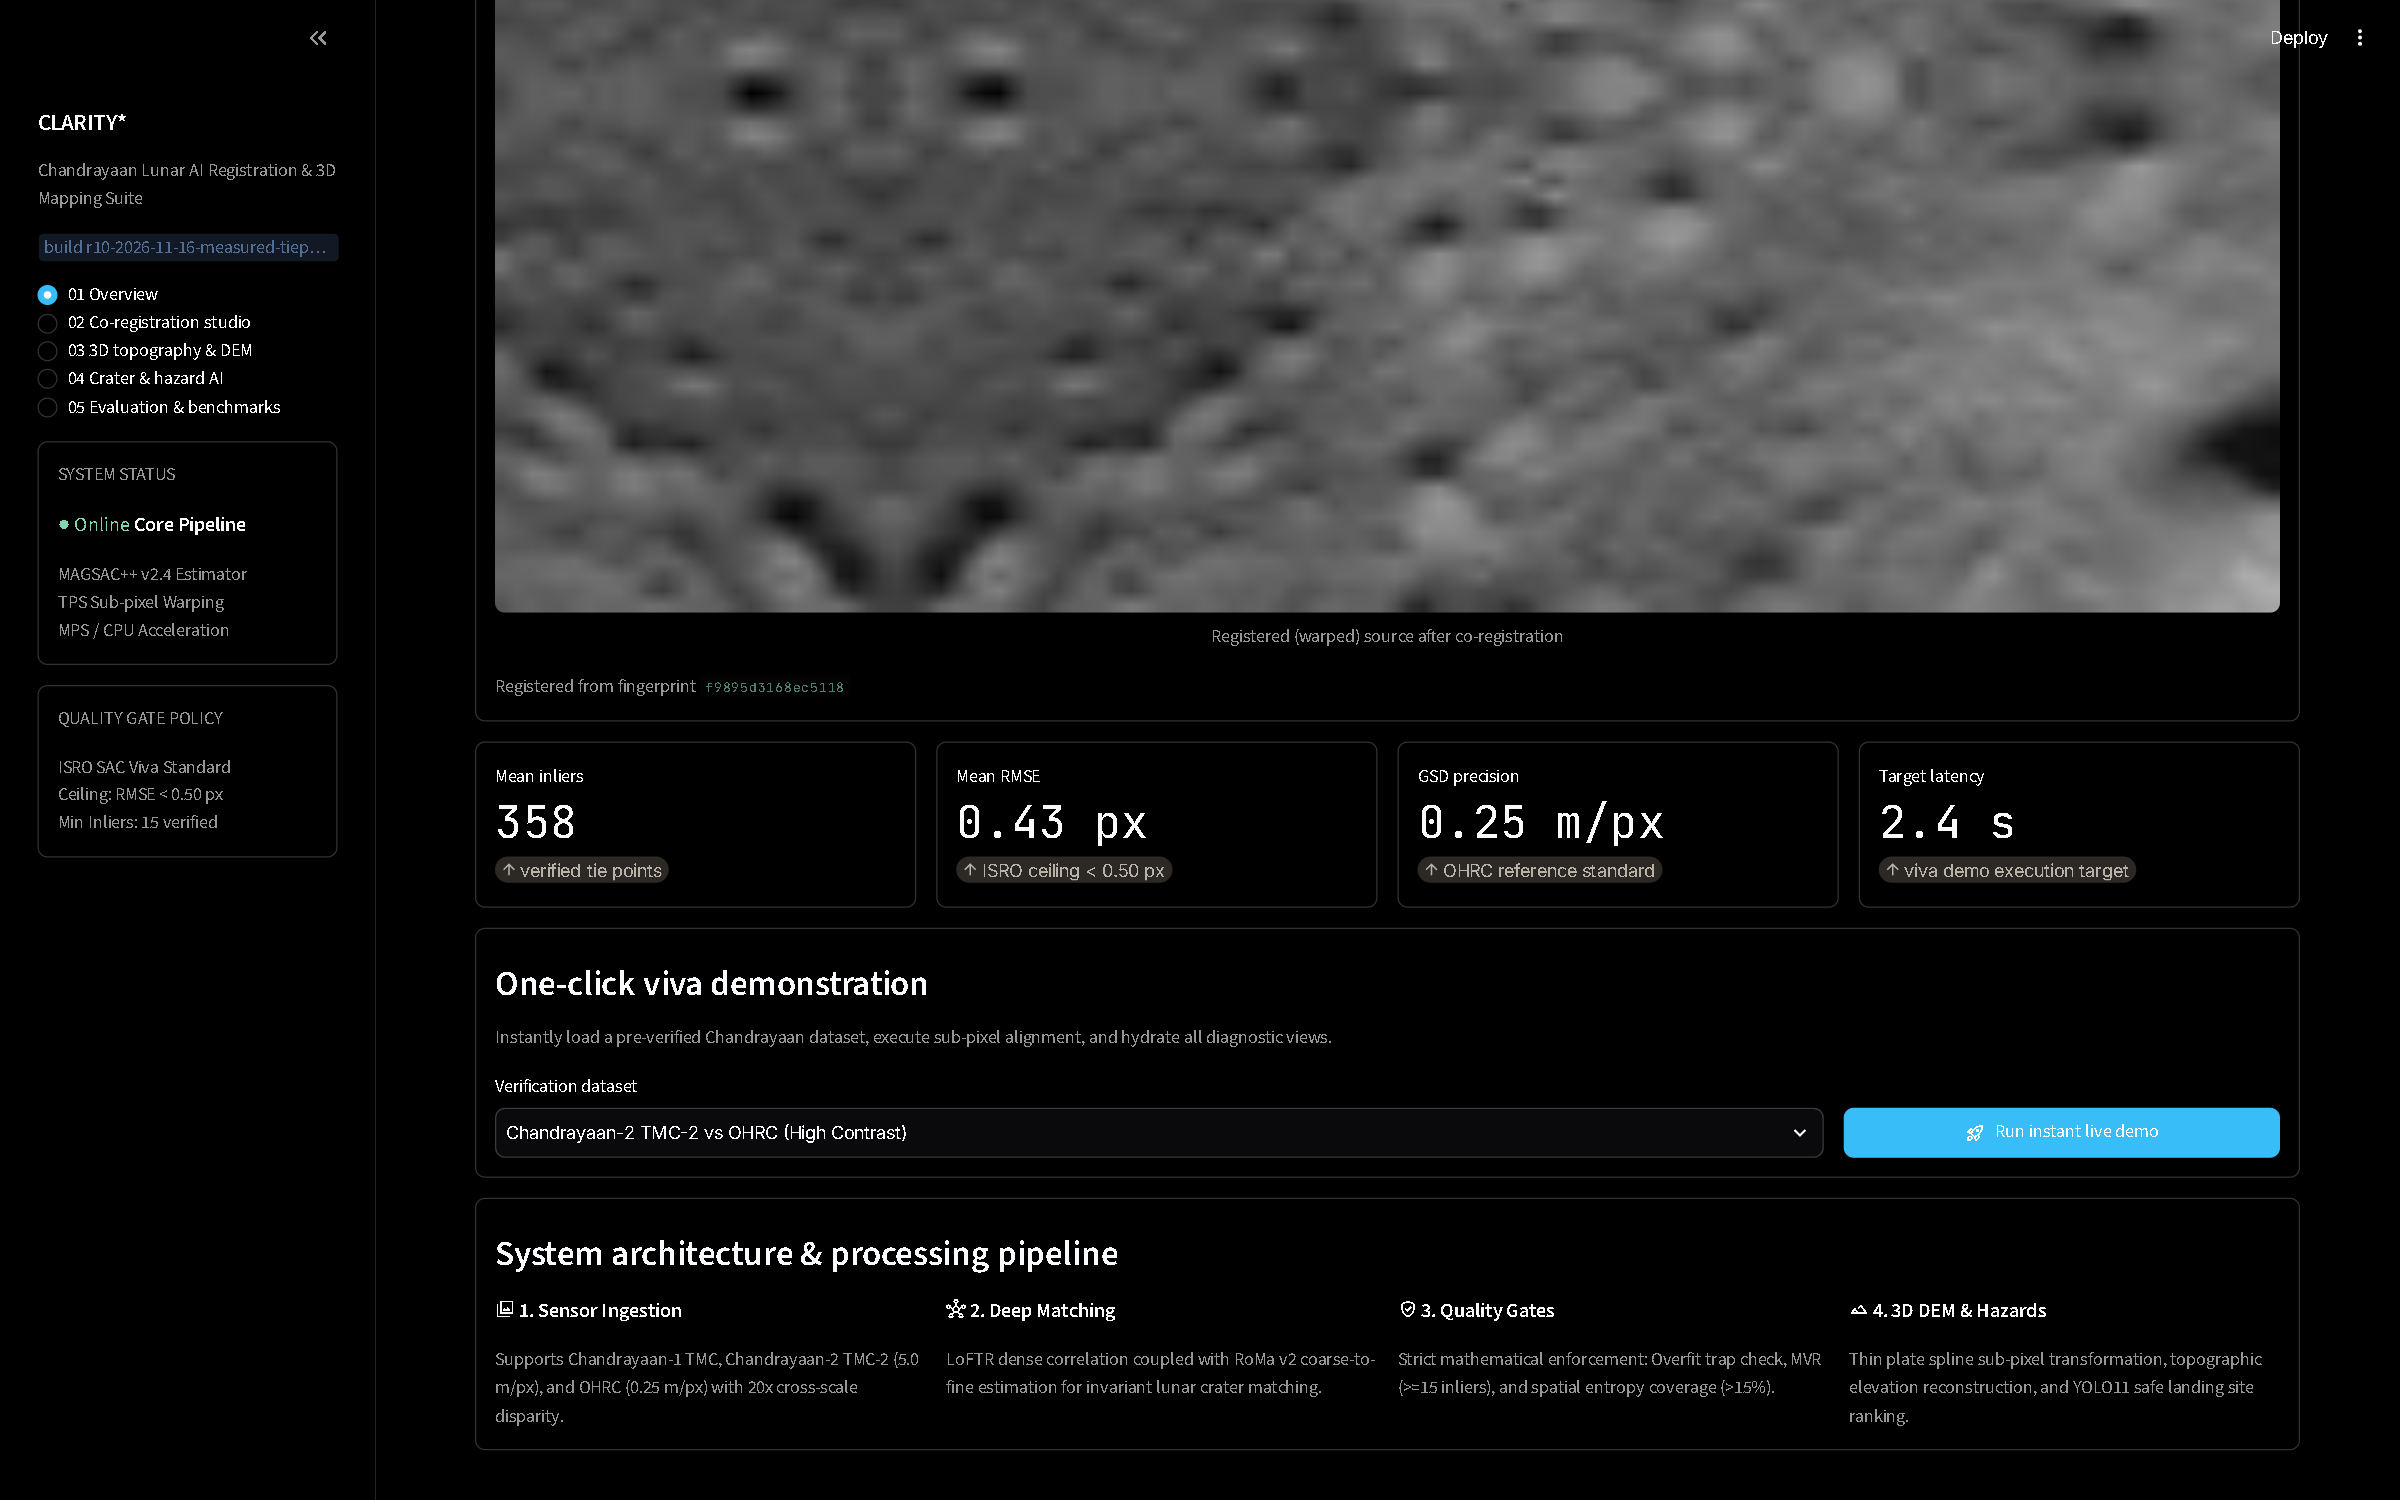 Deploy
CLARITY*
Chandrayaan Lunar AI Registration & 3D
Mapping Suite
build r10-2026-11-16-measured-tiep...
01 Overview
02 Co-registration studio
03 3D topography & DEM
04 Crater & hazard AI
05 Evaluation & benchmarks
SYSTEM STATUS
Online Core Pipeline
MAGSAC++ v2.4 Estimator
TPS Sub-pixel Warping
MPS / CPU Acceleration
QUALITY GATE POLICY
ISRO SAC Viva Standard
Ceiling: RMSE < 0.50 px
Min Inliers: 15 verified
Registered (warped) source after co-registration
Registered from fingerprint f9895d3168ec5118
Mean inliers
358
↑ verified tie points
Mean RMSE
0.43 px
↑ ISRO ceiling < 0.50 px
GSD precision
0.25 m/px
↑ OHRC reference standard
Target latency
2.4 s
↑ viva demo execution target
One-click viva demonstration
Instantly load a pre-verified Chandrayaan dataset, execute sub-pixel alignment, and hydrate all diagnostic views.
Verification dataset
Chandrayaan-2 TMC-2 vs OHRC (High Contrast)
Run instant live demo
System architecture & processing pipeline
1. Sensor Ingestion
Supports Chandrayaan-1 TMC, Chandrayaan-2 TMC-2 (5.0
m/px), and OHRC (0.25 m/px) with 20x cross-scale
disparity.
2. Deep Matching
LoFTR dense correlation coupled with RoMa v2 coarse-to-
fine estimation for invariant lunar crater matching.
3. Quality Gates
Strict mathematical enforcement: Overfit trap check, MVR
(>=15 inliers), and spatial entropy coverage (>15%).
4. 3D DEM & Hazards
Thin plate spline sub-pixel transformation, topographic
elevation reconstruction, and YOLO11 safe landing site
ranking.